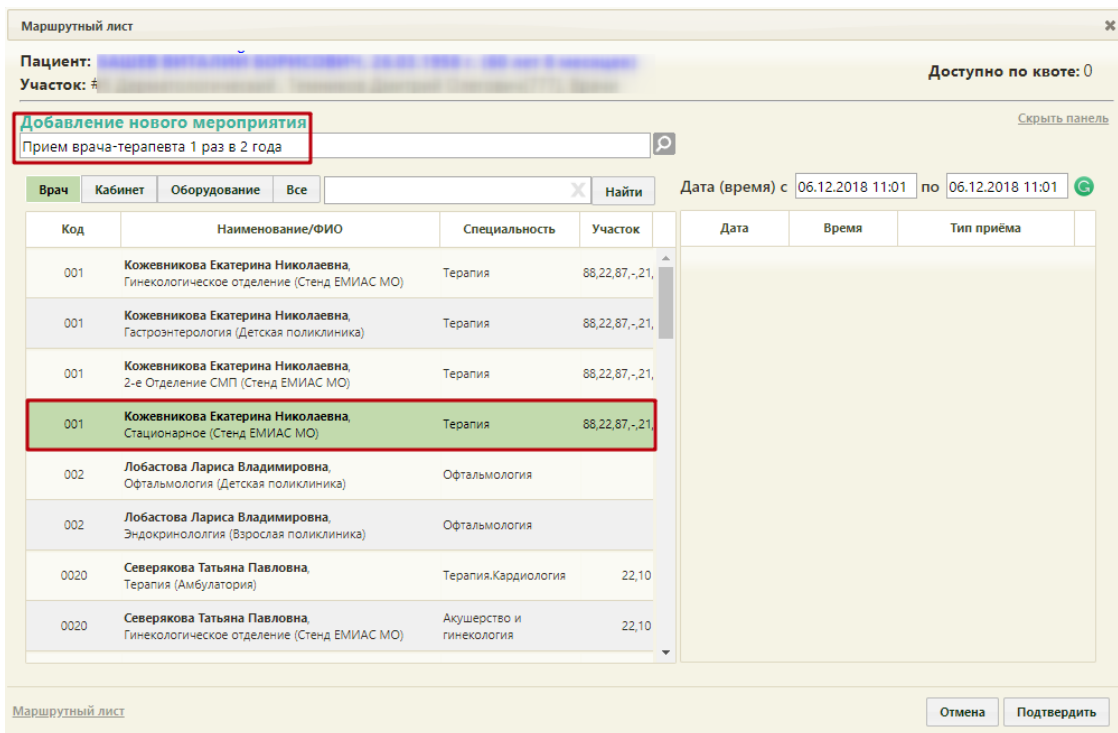 Маршрутный лист
Пациент:
Участок: #
Доступно по квоте: 0
Добавление нового мероприятия
Скрыть панель
Прием врача-терапевта 1 раз в 2 года
Врач Кабинет Оборудование Все Найти
Дата (время) с 06.12.2018 11:01 по 06.12.2018 11:01
Код Наименование/ФИО Специальность Участок
Дата Время Тип приёма
001 Кожевникова Екатерина Николаевна, Терапия 88,22,87,-,21,
Гинекологическое отделение (Стенд ЕМИАС МО)
001 Кожевникова Екатерина Николаевна, Терапия 88,22,87,-,21,
Гастроэнтерология (Детская поликлиника)
001 Кожевникова Екатерина Николаевна, Терапия 88,22,87,-,21,
2-е Отделение СМП (Стенд ЕМИАС МО)
001 Кожевникова Екатерина Николаевна, Терапия 88,22,87,-,21,
Стационарное (Стенд ЕМИАС МО)
002 Лобастова Лариса Владимировна, Офтальмология
Офтальмология (Детская поликлиника)
002 Лобастова Лариса Владимировна, Офтальмология
Эндокринололгия (Взрослая поликлиника)
0020 Северякова Татьяна Павловна, Терапия.Кардиология 22,10
Терапия (Амбулатория)
0020 Северякова Татьяна Павловна, Акушерство и гинекология 22,10
Гинекологическое отделение (Стенд ЕМИАС МО)
Маршрутный лист
Отмена Подтвердить